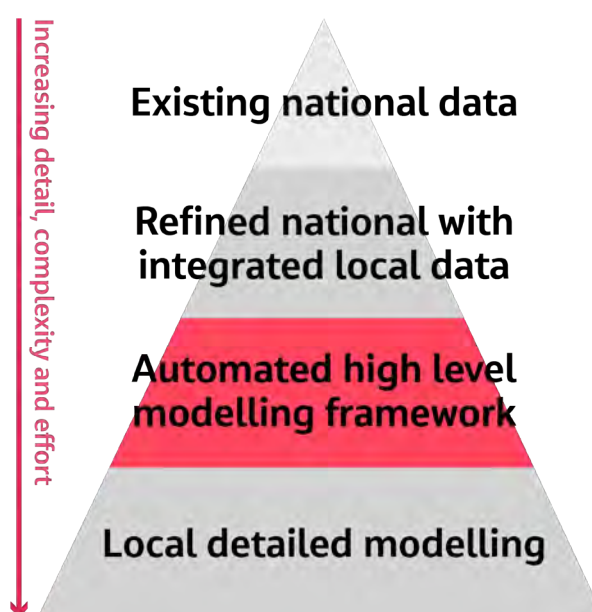 Increasing detail, complexity and effort
Existing national data
Refined national with
integrated local data
Automated high level
modelling framework
Local detailed modelling